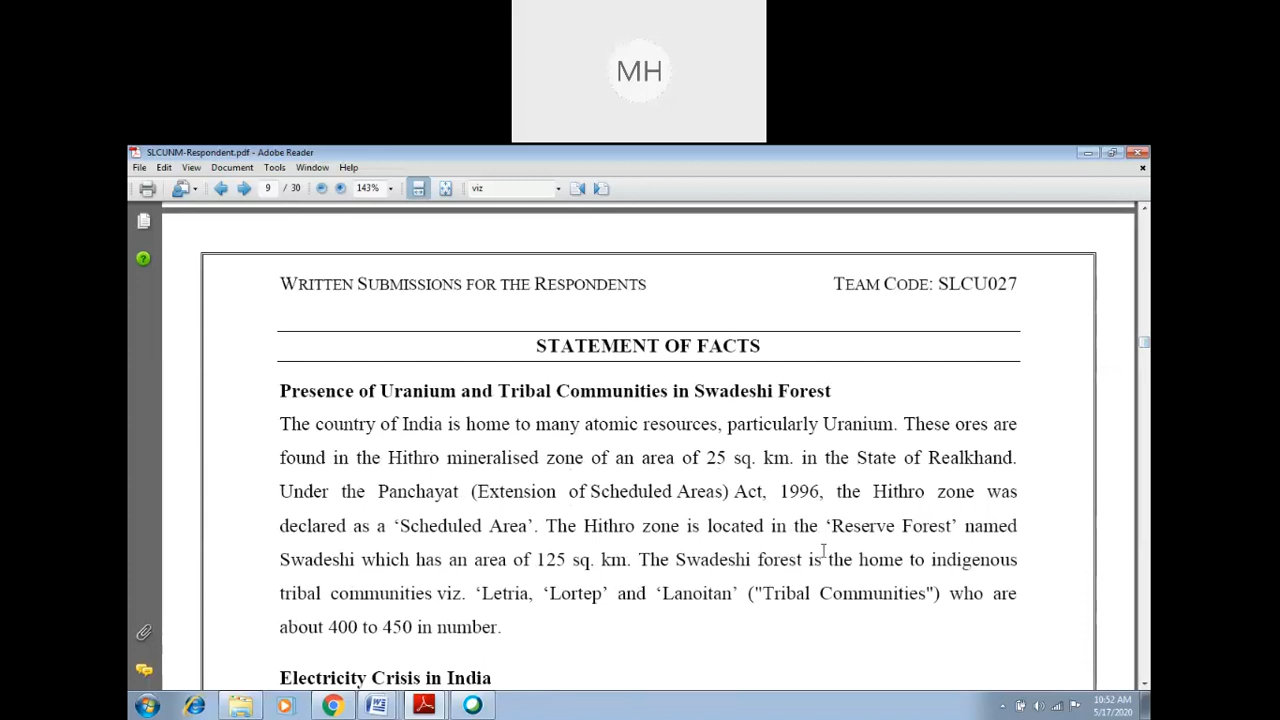 MH
SLCUNM-Respondent.pdf - Adobe Reader
File Edit View Document Tools Window Help
9 / 30 143% viz
WRITTEN SUBMISSIONS FOR THE RESPONDENTS TEAM CODE: SLCU027
STATEMENT OF FACTS
Presence of Uranium and Tribal Communities in Swadeshi Forest
The country of India is home to many atomic resources, particularly Uranium. These ores are
found in the Hithro mineralised zone of an area of 25 sq. km. in the State of Realkhand.
Under the Panchayat (Extension of Scheduled Areas) Act, 1996, the Hithro zone was
declared as a ‘Scheduled Area’. The Hithro zone is located in the ‘Reserve Forest’ named
Swadeshi which has an area of 125 sq. km. The Swadeshi forest is the home to indigenous
tribal communities viz. ‘Letria, ‘Lortep’ and ‘Lanoitan’ ("Tribal Communities") who are
about 400 to 450 in number.
Electricity Crisis in India
10:52 AM
5/17/2020